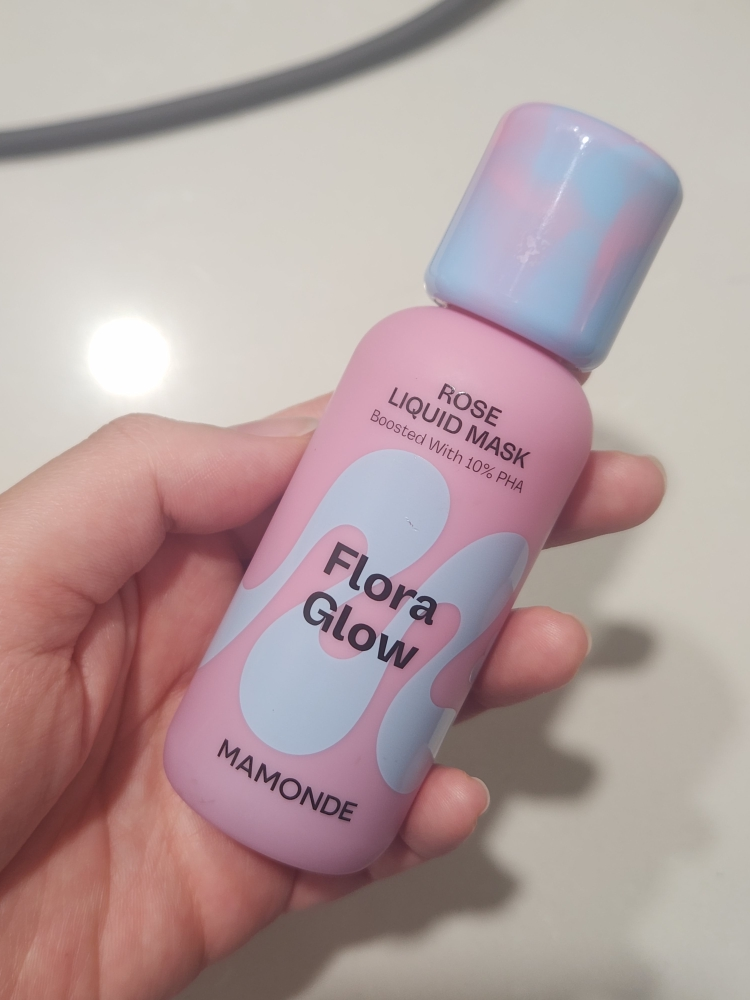 ROSE
LIQUID MASK
Boosted With 10% PHA
Flora
Glow
MAMONDE